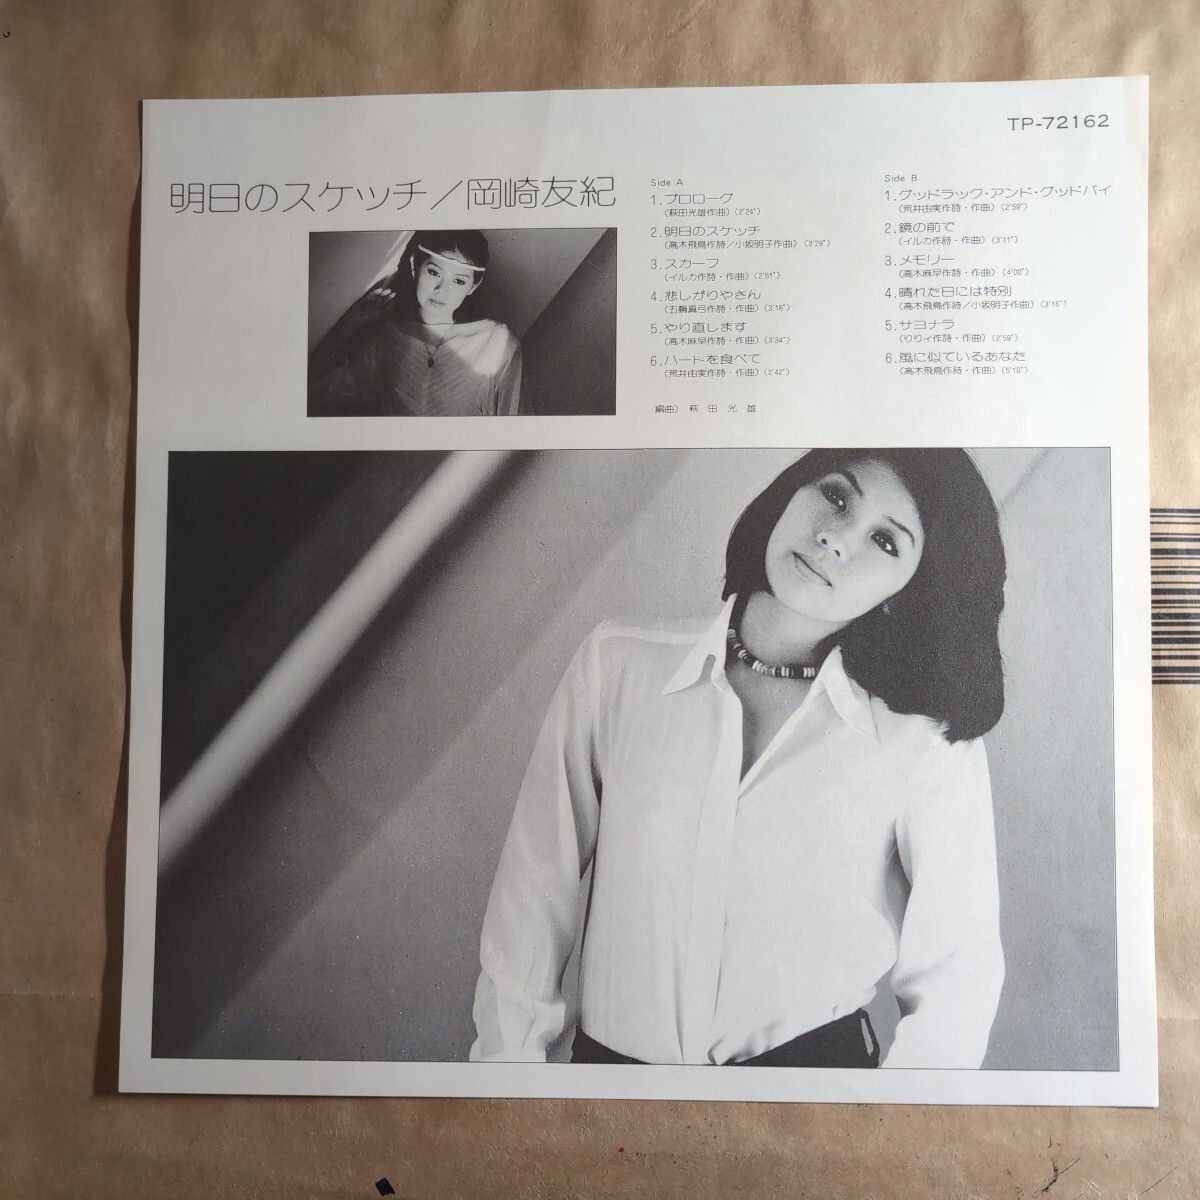 TP-72162
明日のスケッチ/岡崎友紀
Side A
1.プロローグ
(萩田光雄作曲)(2'24")
2.明日のスケッチ
(高木飛鳥作詩/小坂明子作曲)(3'29")
3.スカーフ
(イルカ作詩・作曲)(2'51")
4.悲しがりやさん
(五輪真弓作詩・作曲)(3'16")
5.やり直します
(高木麻早作詩・作曲)(3'34")
6.ハートを食べて
(荒井由実作詩・作曲)(2'42")
編曲) 萩田光雄
Side B
1.グッドラック・アンド・グッドバイ
(荒井由実作詩・作曲)(2'59")
2.鏡の前で
(イルカ作詩・作曲)(3'11")
3.メモリー
(高木麻早作詩・作曲)(4'00")
4.晴れた日には特別
(高木飛鳥作詩/小坂明子作曲)(3'16")
5.サヨナラ
(りりィ作詩・作曲)(2'59")
6.風に似ているあなた
(高木飛鳥作詩・作曲)(5'10")